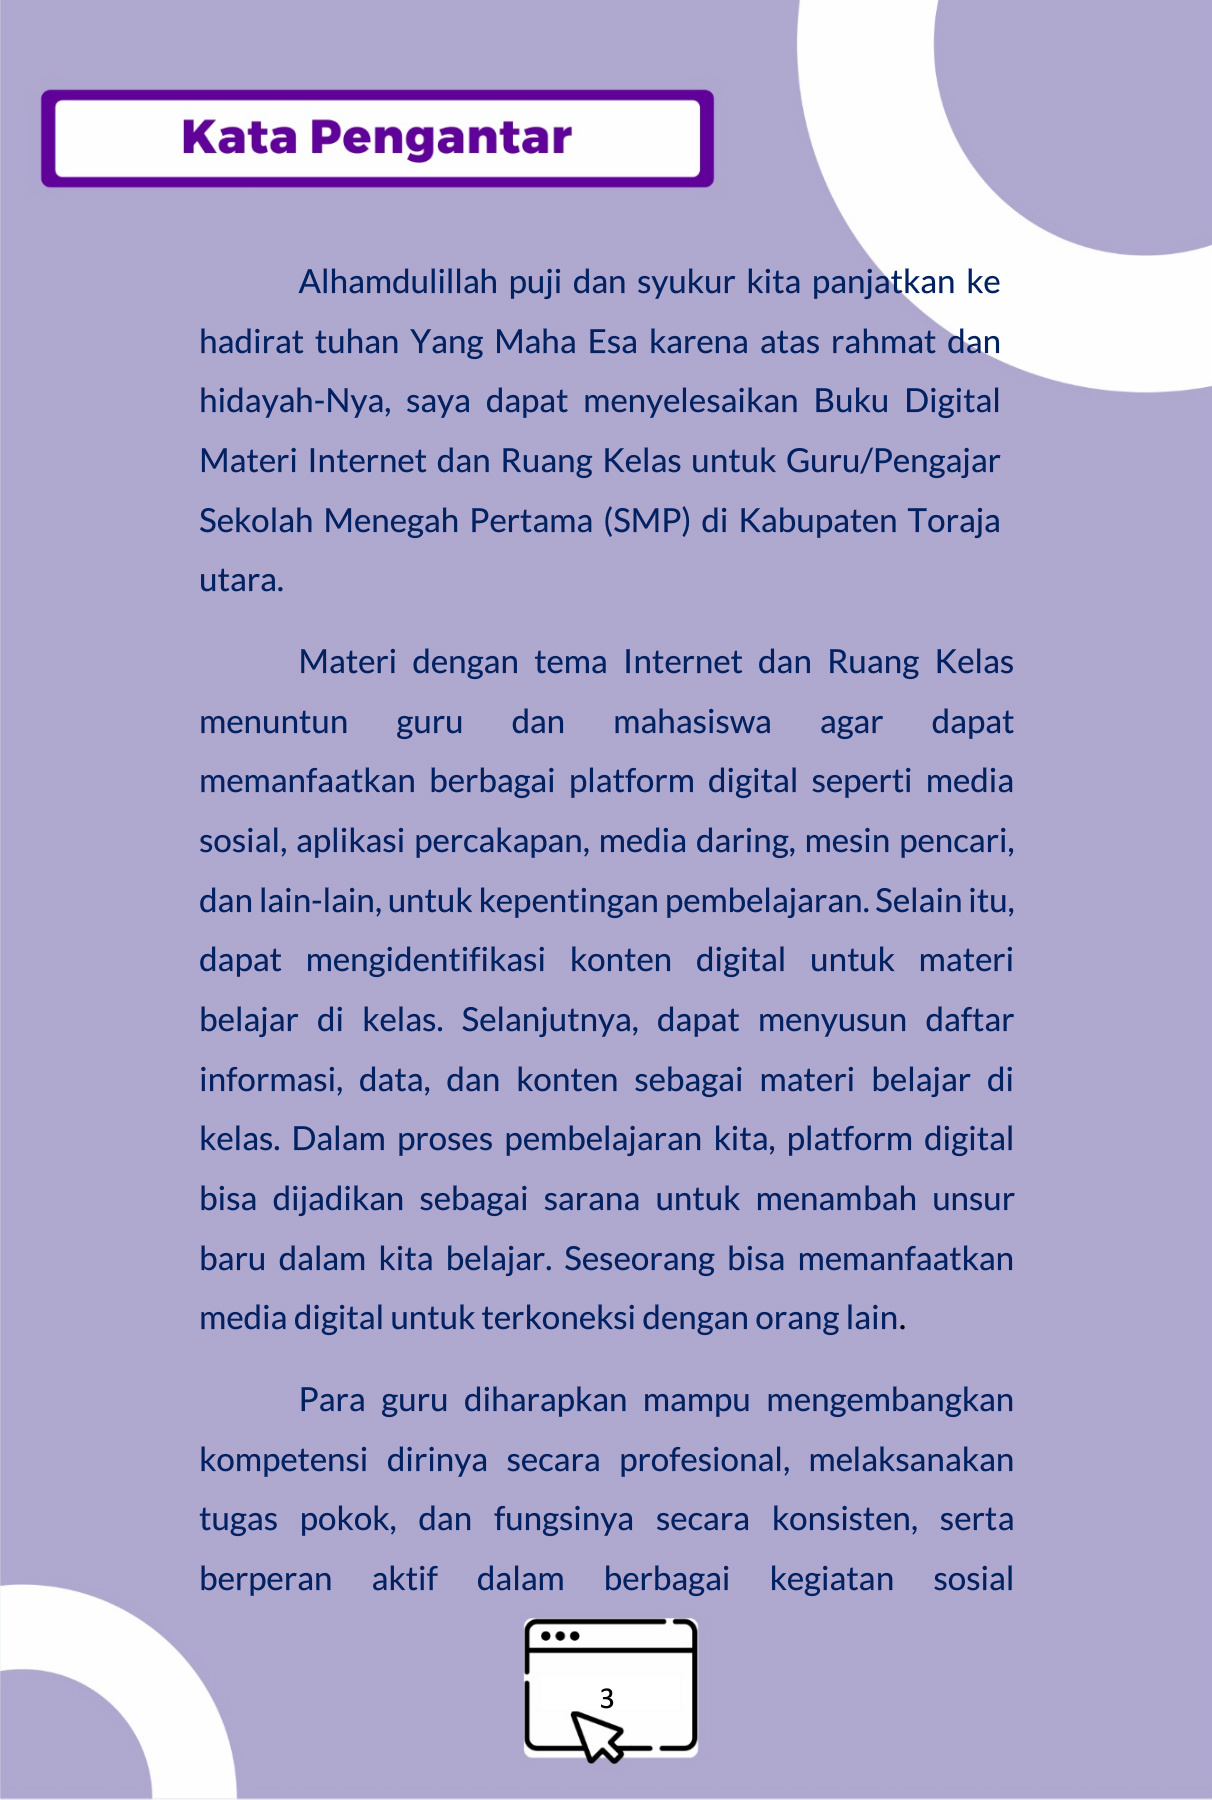 Kata Pengantar
Alhamdulillah puji dan syukur kita panjatkan ke
hadirat tuhan Yang Maha Esa karena atas rahmat dan
hidayah-Nya, saya dapat menyelesaikan Buku Digital
Materi Internet dan Ruang Kelas untuk Guru/Pengajar
Sekolah Menegah Pertama (SMP) di Kabupaten Toraja
utara.
Materi dengan tema Internet dan Ruang Kelas
menuntun guru dan mahasiswa agar dapat
memanfaatkan berbagai platform digital seperti media
sosial, aplikasi percakapan, media daring, mesin pencari,
dan lain-lain, untuk kepentingan pembelajaran. Selain itu,
dapat mengidentifikasi konten digital untuk materi
belajar di kelas. Selanjutnya, dapat menyusun daftar
informasi, data, dan konten sebagai materi belajar di
kelas. Dalam proses pembelajaran kita, platform digital
bisa dijadikan sebagai sarana untuk menambah unsur
baru dalam kita belajar. Seseorang bisa memanfaatkan
media digital untuk terkoneksi dengan orang lain.
Para guru diharapkan mampu mengembangkan
kompetensi dirinya secara profesional, melaksanakan
tugas pokok, dan fungsinya secara konsisten, serta
berperan aktif dalam berbagai kegiatan sosial
3